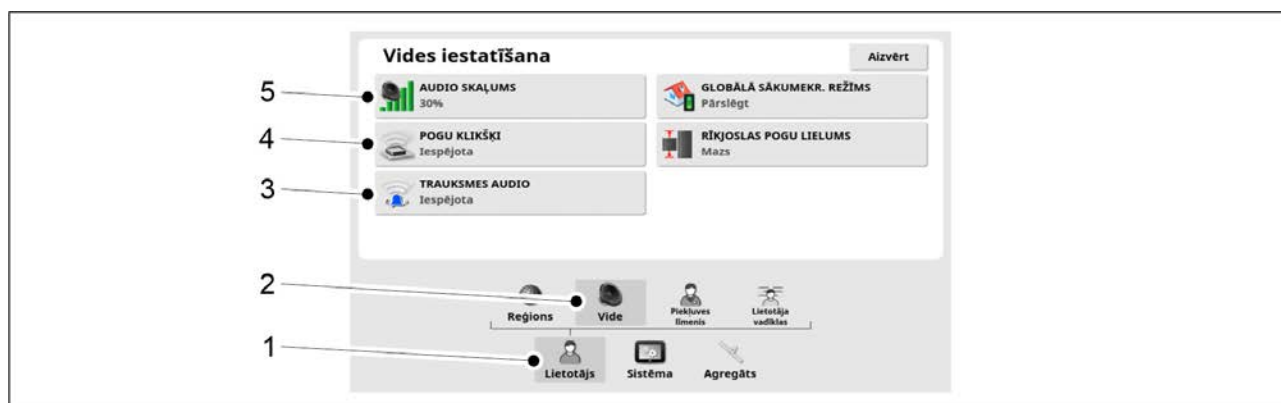 Vides iestatīšana
Aizvērt
5
AUDIO SKAĻUMS
30%
GLOBĀLĀ SĀKUMEKR. REŽĪMS
Pārslēgt
4
POGU KLIKŠĶI
Iespējota
RĪKJOSLAS POGU LIELUMS
Mazs
3
TRAUKSMES AUDIO
Iespējota
2
Reģions
Vide
Piekļuves
līmenis
Lietotāja
vadīklas
1
Lietotājs
Sistēma
Agregāts